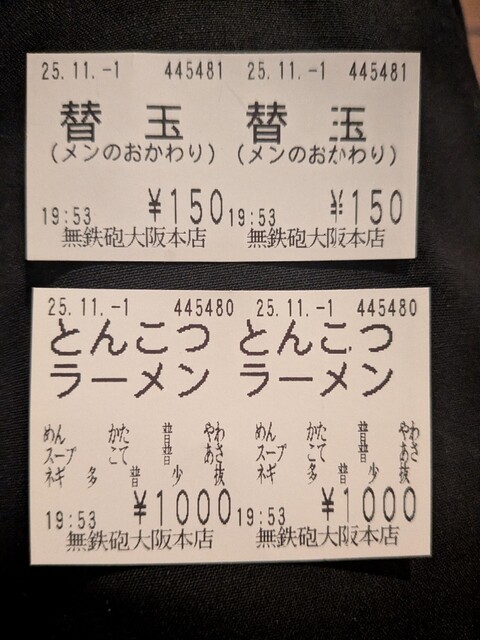 25.11.-1 445481 25.11.-1 445481
替 玉 替 玉
(メンのおかわり) (メンのおかわり)
19:53 ¥150 19:53 ¥150
無鉄砲大阪本店 無鉄砲大阪本店
25.11.-1 445480 25.11.-1 445480
とんこつ とんこつ
ラーメン ラーメン
めん かた 普 やわ めん かた 普 やわ
スープ こて 普 あさ スープ こて 普 あさ
ネギ 多 普 少 抜 ネギ 多 普 少 抜
19:53 ¥1000 19:53 ¥1000
無鉄砲大阪本店 無鉄砲大阪本店